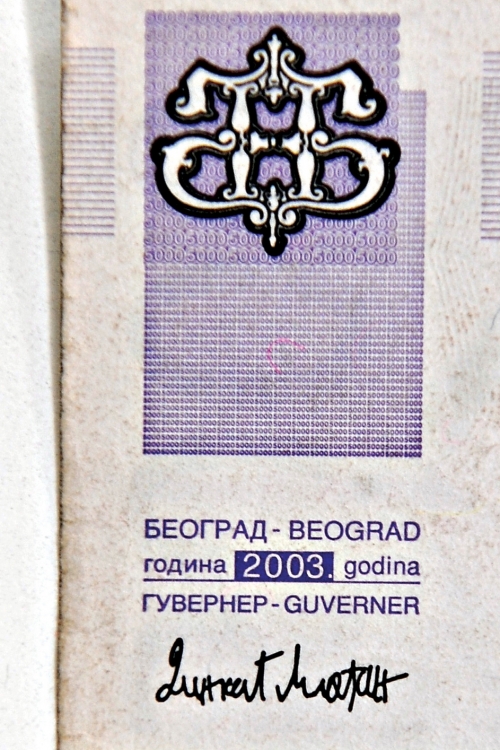 БЕОГРАД - BEOGRAD
година 2003. godina
ГУВЕРНЕР - GUVERNER